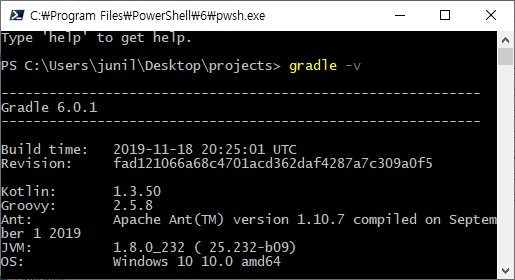 C:₩Program Files₩PowerShell₩6₩pwsh.exe
Type 'help' to get help.
PS C:\Users\junil\Desktop\projects> gradle -v
------------------------------------------------------------
Gradle 6.0.1
------------------------------------------------------------
Build time:   2019-11-18 20:25:01 UTC
Revision:     fad121066a68c4701acd362daf4287a7c309a0f5
Kotlin:       1.3.50
Groovy:       2.5.8
Ant:          Apache Ant(TM) version 1.10.7 compiled on Septem
ber 1 2019
JVM:          1.8.0_232 ( 25.232-b09)
OS:           Windows 10 10.0 amd64